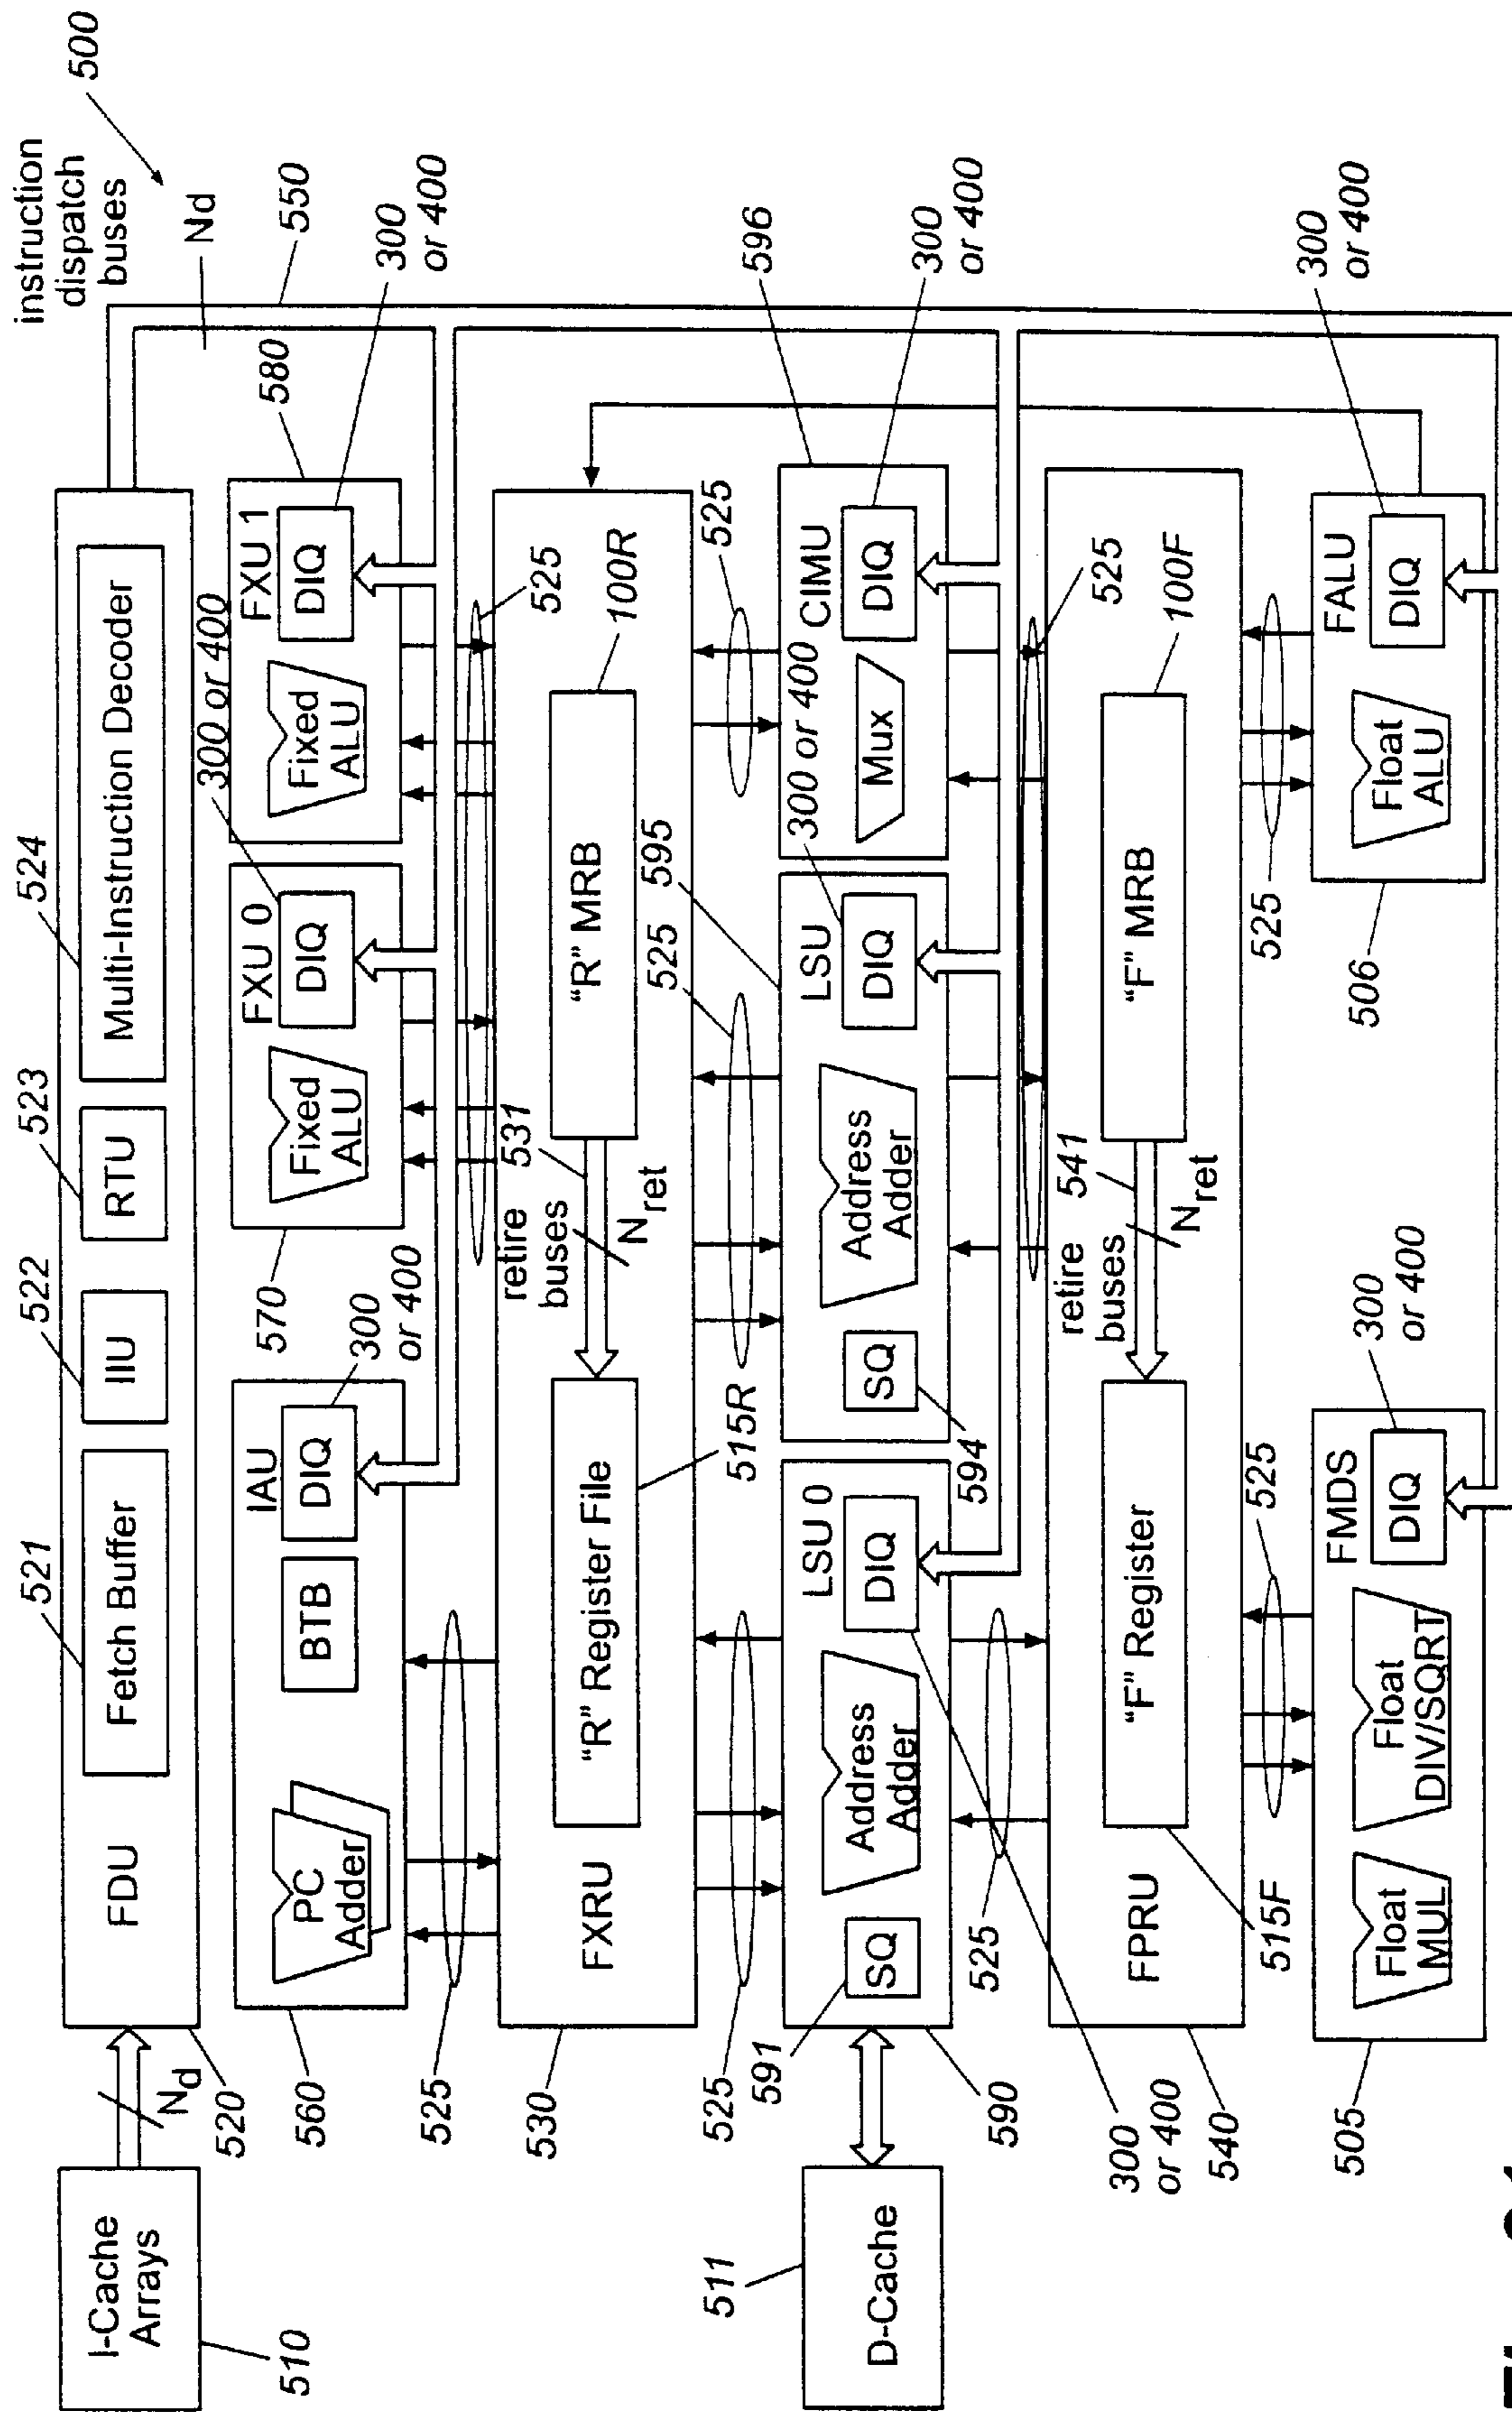 instruction
dispatch
buses
500
Nd
550
I-Cache
Arrays
510
Nd
520
FDU
521
Fetch Buffer
522
IIU
523
RTU
524
Multi-Instruction Decoder
560
PC
Adder
BTB
IAU
DIQ
300
or 400
570
Fixed
ALU
FXU 0
DIQ
300 or 400
580
Fixed
ALU
FXU 1
DIQ
300
or 400
525
525
530
FXRU
"R" Register File
515R
retire
buses
531
Nret
"R" MRB
100R
525
525
525
511
D-Cache
591
SQ
590
Address
Adder
LSU 0
DIQ
300
or 400
594
SQ
Address
Adder
LSU
DIQ
595
300 or 400
Mux
CIMU
DIQ
596
300
or 400
525
525
540
FPRU
"F" Register
515F
retire
buses
541
Nret
"F" MRB
100F
525
525
505
Float
MUL
Float
DIV/SQRT
FMDS
DIQ
300
or 400
506
Float
ALU
FALU
DIQ
300
or 400